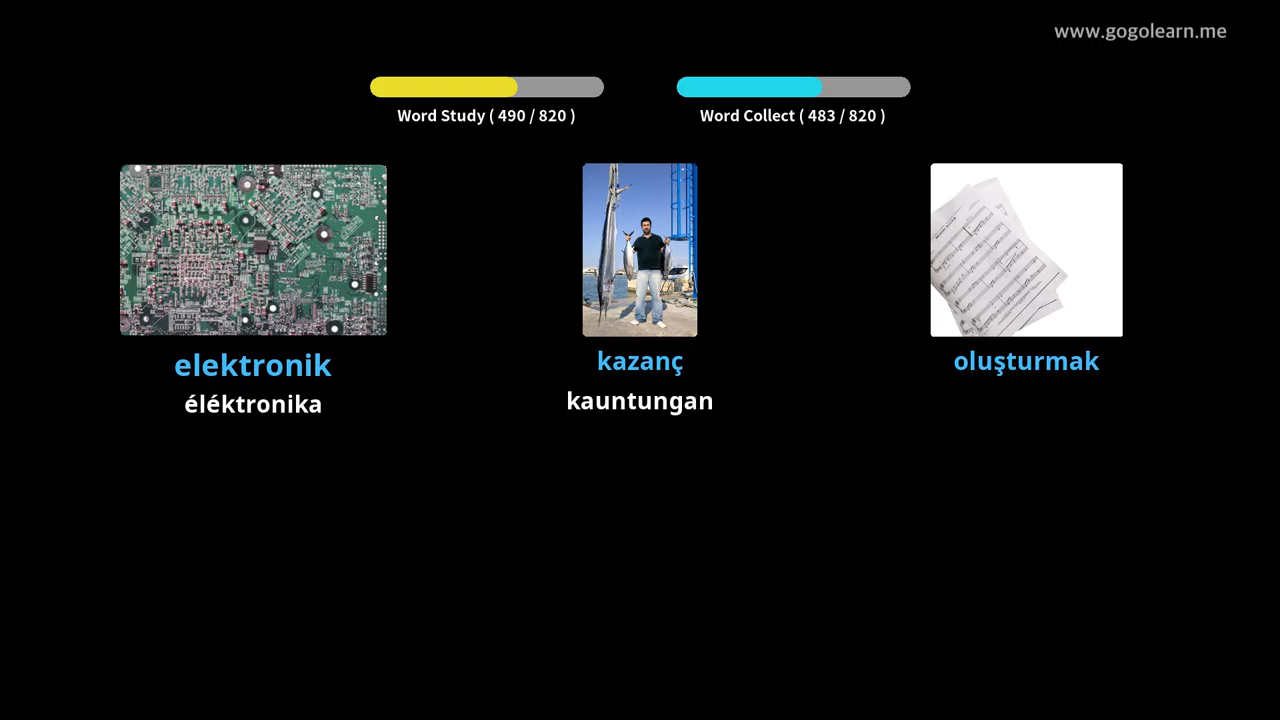 www.gogolearn.me
Word Study ( 490 / 820 )
Word Collect ( 483 / 820 )
elektronik
kazanç
oluşturmak
éléktronika
kauntungan